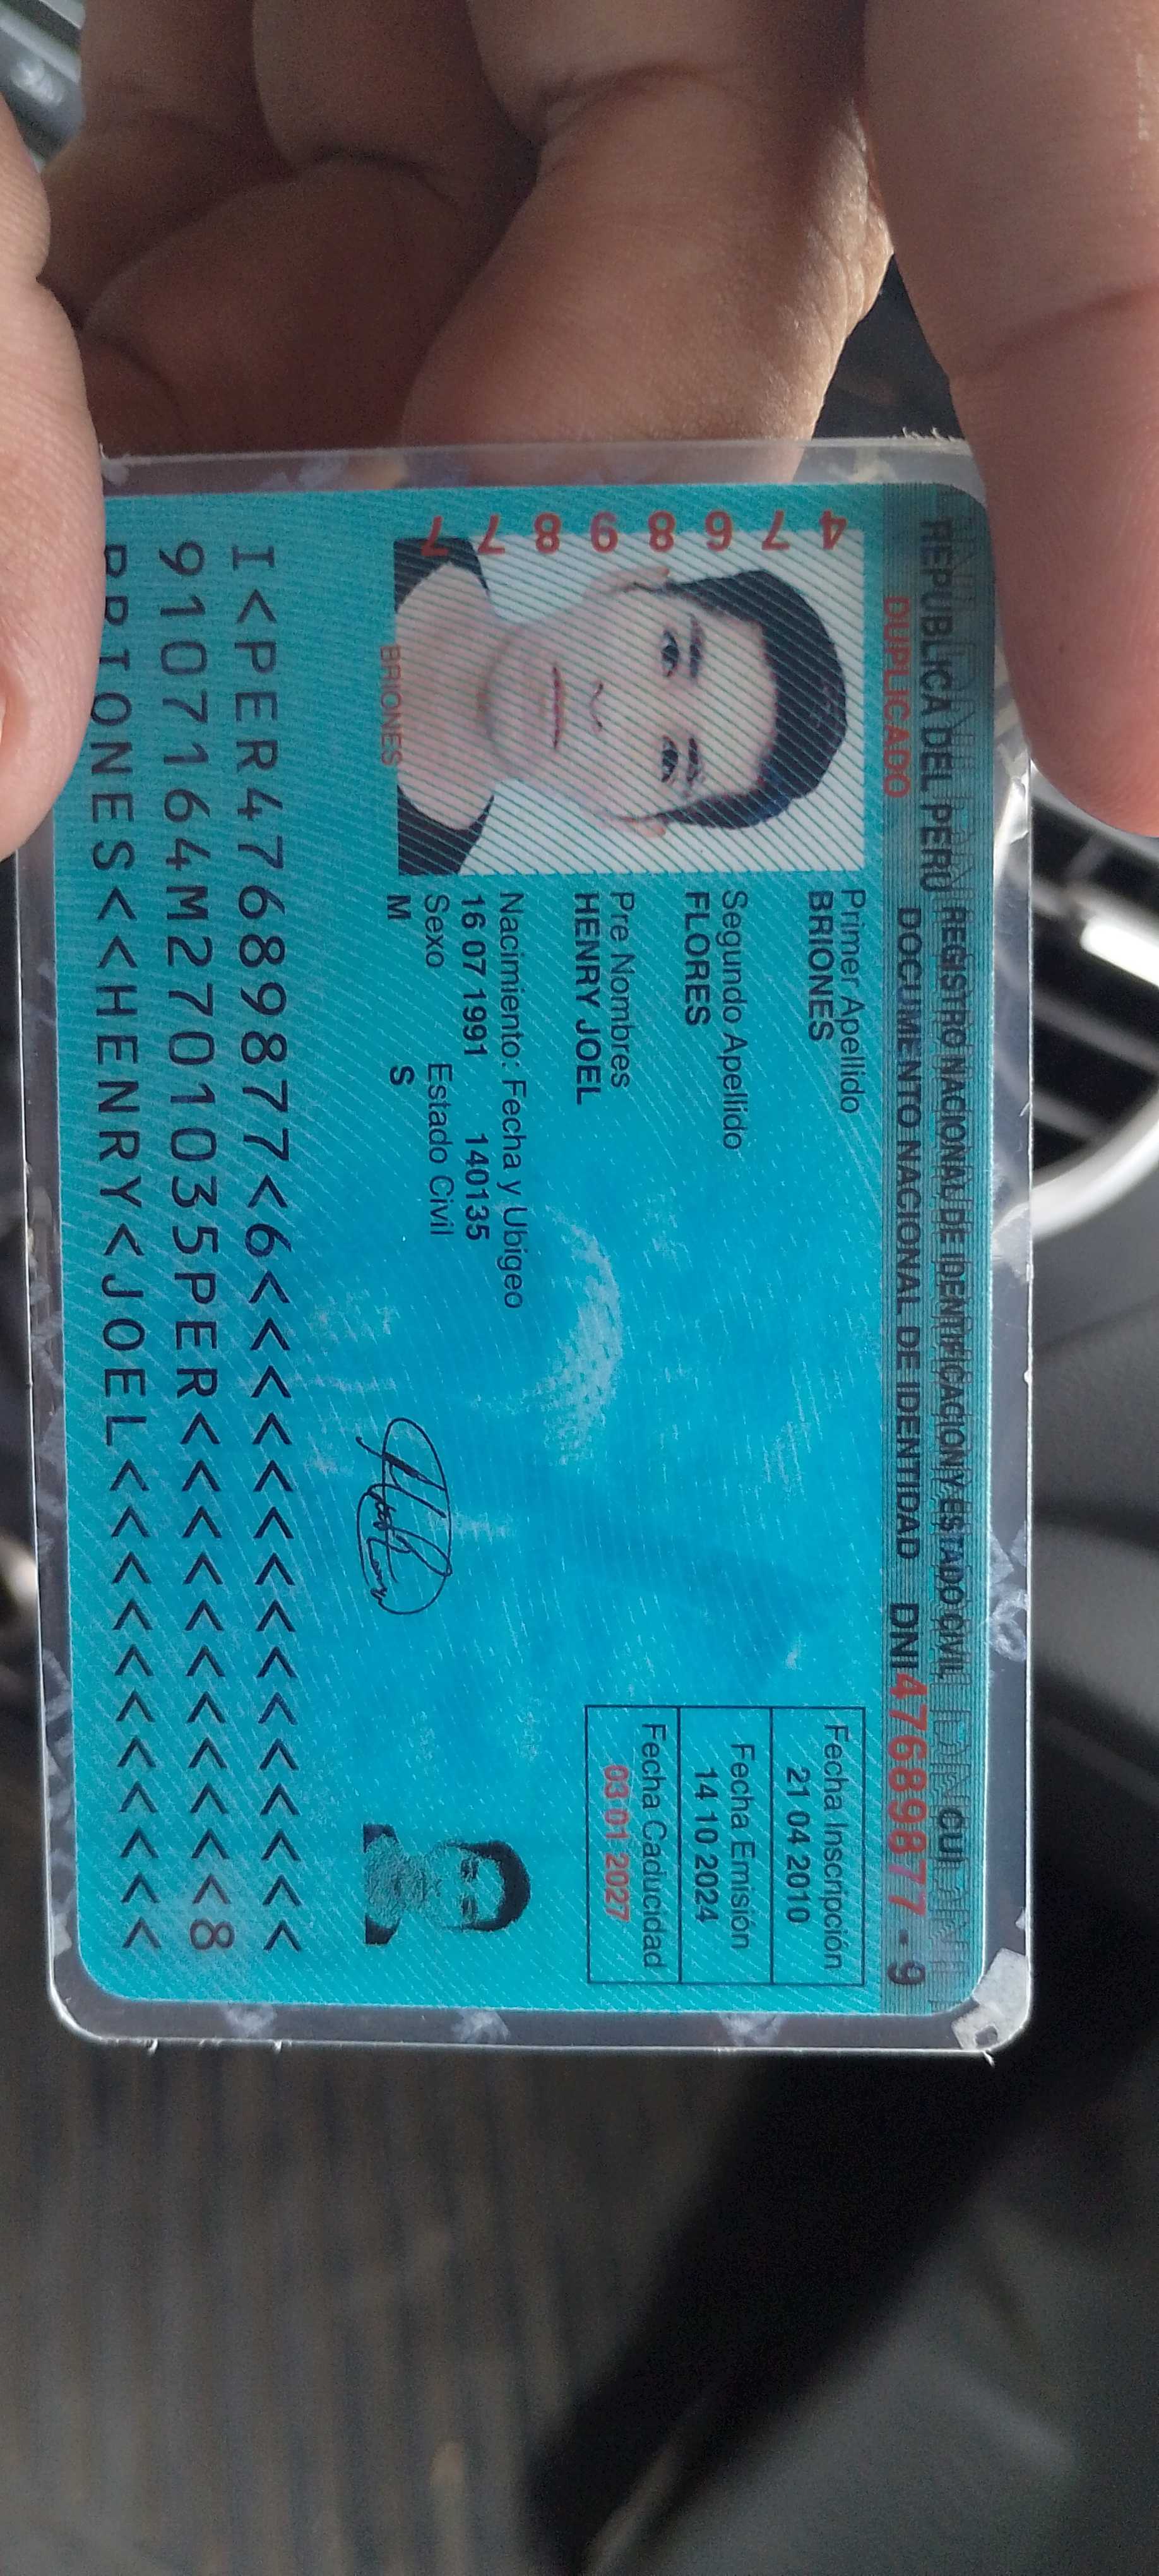 REPUBLICA DEL PERU REGISTRO NACIONAL DE IDENTIFICACION Y ESTADO CIVIL
CUI
DUPLICADO
DOCUMENTO NACIONAL DE IDENTIDAD DNI 47689877 - 9
47689877
BRIONES
Primer Apellido
BRIONES
Segundo Apellido
FLORES
Pre Nombres
HENRY JOEL
Nacimiento: Fecha y Ubigeo
16 07 1991 140135
Sexo Estado Civil
M S
Fecha Inscripción
21 04 2010
Fecha Emisión
14 10 2024
Fecha Caducidad
03 01 2027
I<PER47689877<6<<<<<<<<<<<<<<<
9107164M2701035PER<<<<<<<<<<<8
BRIONES<<HENRY<JOEL<<<<<<<<<<<